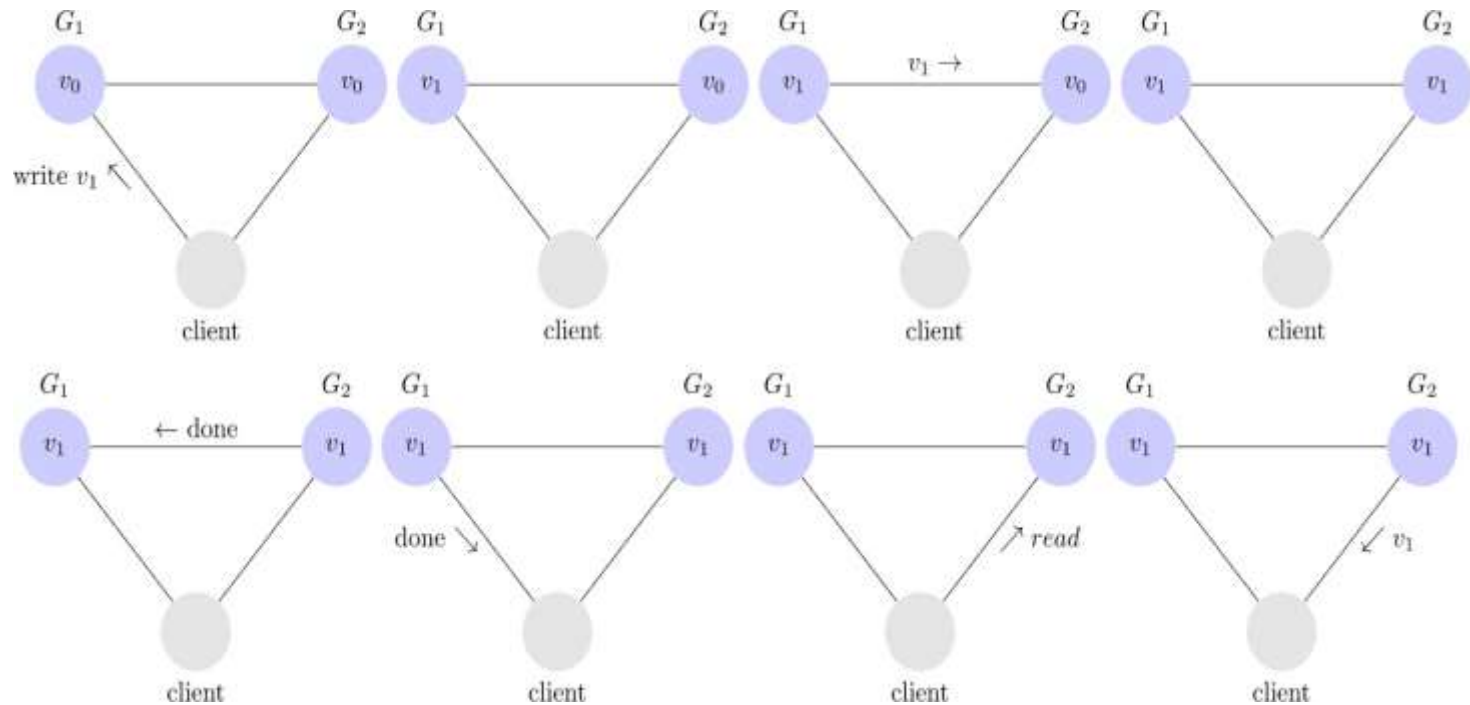 G₁ G₂ G₁ G₂ G₁ G₂ G₁ G₂
v₀ v₀ v₁ v₀ v₁ v₁ → v₀ v₁ v₁
write v₁ ↖
client client client client
G₁ G₂ G₁ G₂ G₁ G₂ G₁ G₂
v₁ ← done v₁ v₁ v₁ v₁ v₁ v₁ v₁
done ↘ ↗ read ↙ v₁
client client client client